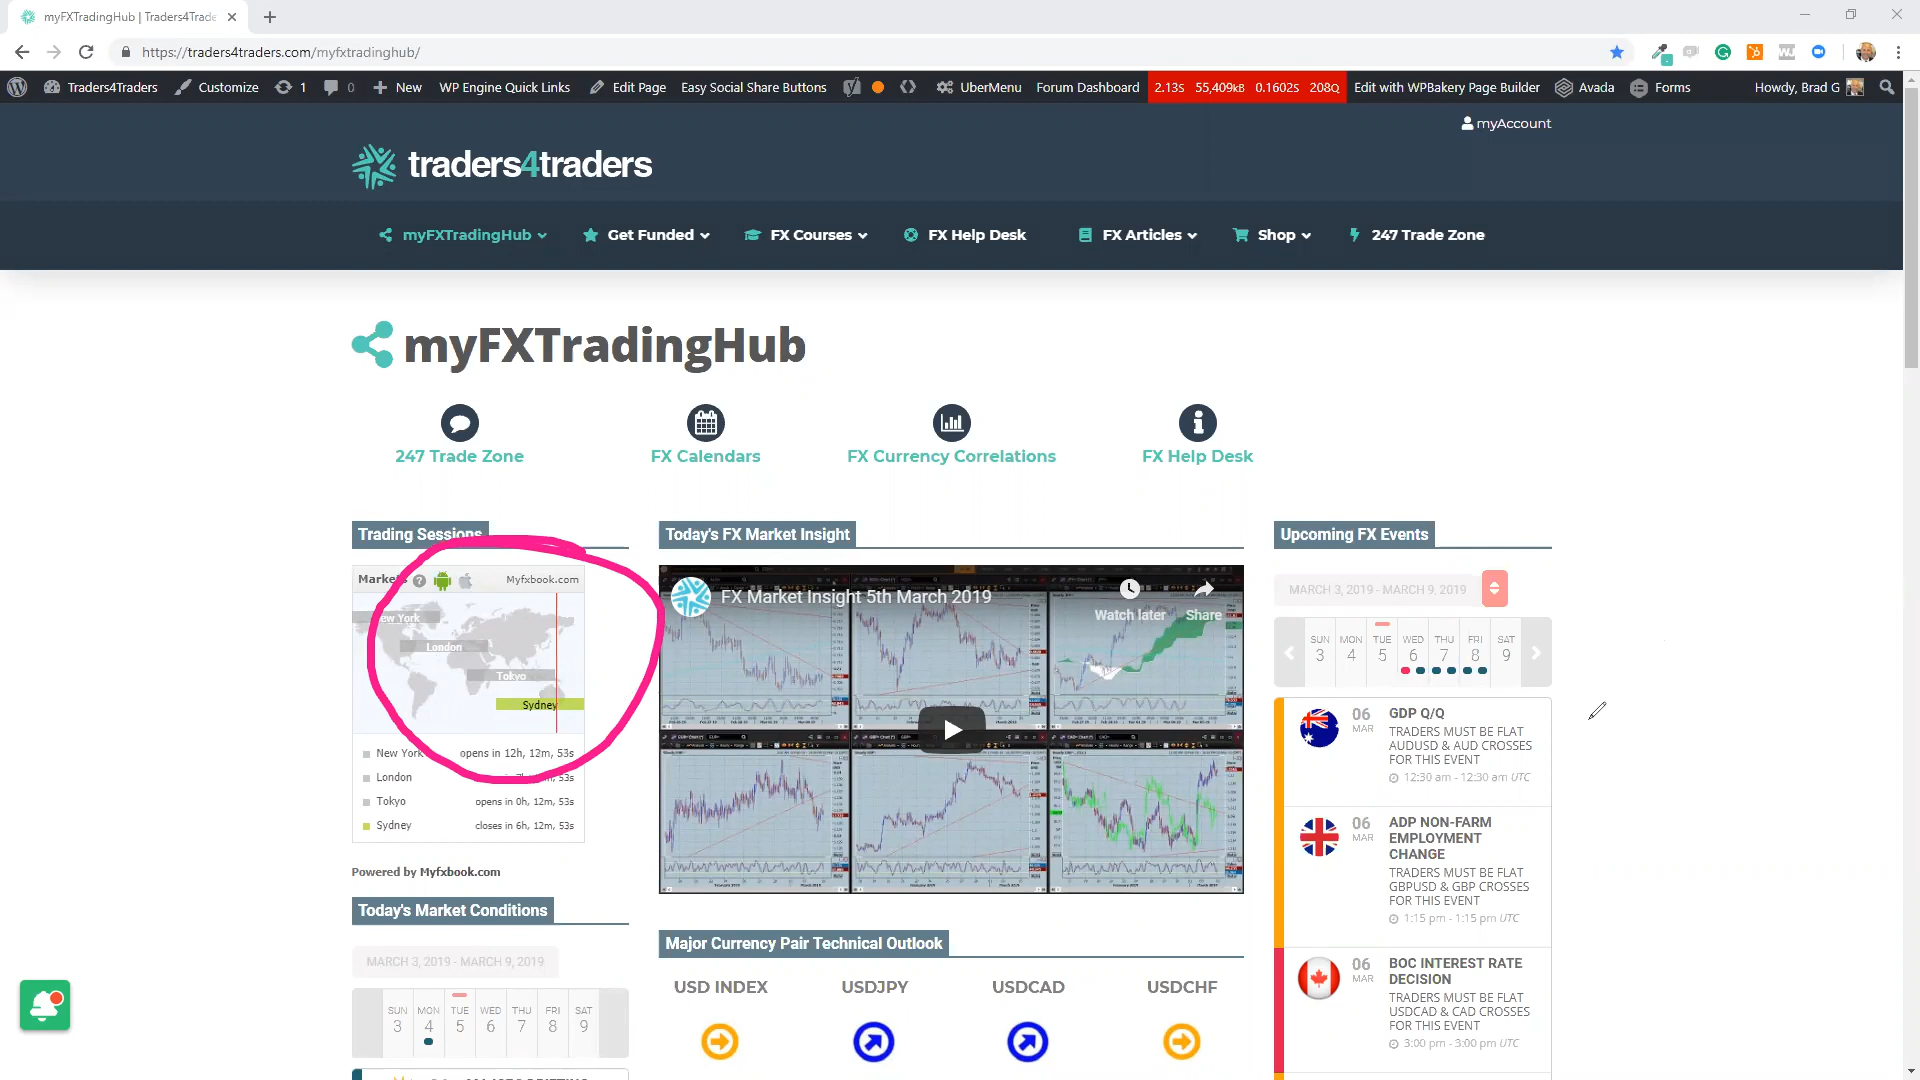 myFXTradingHub | Traders4Trade
https://traders4traders.com/myfxtradinghub/
Traders4Traders Customize 1 0 New WP Engine Quick Links Edit Page Easy Social Share Buttons UberMenu Forum Dashboard 2.13S 55,409KB 0.1602S 208Q Edit with WPBakery Page Builder Avada Forms Howdy, Brad G
myAccount
traders4traders
myFXTradingHub Get Funded FX Courses FX Help Desk FX Articles Shop 247 Trade Zone
myFXTradingHub
247 Trade Zone FX Calendars FX Currency Correlations FX Help Desk
Trading Sessions
Markets Myfxbook.com
New York
London
Tokyo
Sydney
New York opens in 12h, 12m, 53s
London 53s
Tokyo opens in 0h, 12m, 53s
Sydney closes in 6h, 12m, 53s
Powered by Myfxbook.com
Today's Market Conditions
MARCH 3, 2019 - MARCH 9, 2019
SUN MON TUE WED THU FRI SAT
3 4 5 6 7 8 9
Today's FX Market Insight
FX Market Insight 5th March 2019
Watch later Share
Major Currency Pair Technical Outlook
USD INDEX USDJPY USDCAD USDCHF
Upcoming FX Events
MARCH 3, 2019 - MARCH 9, 2019
SUN MON TUE WED THU FRI SAT
3 4 5 6 7 8 9
06 MAR
GDP Q/Q
TRADERS MUST BE FLAT
AUDUSD & AUD CROSSES
FOR THIS EVENT
12:30 am - 12:30 am UTC
06 MAR
ADP NON-FARM
EMPLOYMENT
CHANGE
TRADERS MUST BE FLAT
GBPUSD & GBP CROSSES
FOR THIS EVENT
1:15 pm - 1:15 pm UTC
06 MAR
BOC INTEREST RATE
DECISION
TRADERS MUST BE FLAT
USDCAD & CAD CROSSES
FOR THIS EVENT
3:00 pm - 3:00 pm UTC